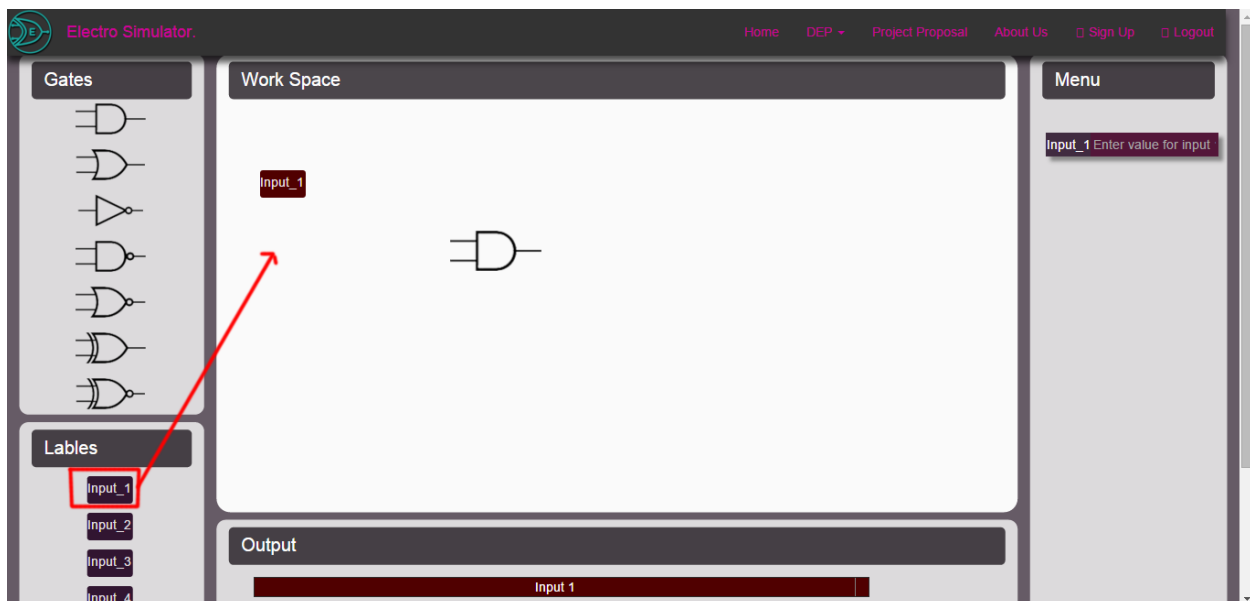 E
Electro Simulator.
Home
DEP
Project Proposal
About Us
Sign Up
Logout
Gates
Work Space
Menu
Input_1 Enter value for input
Input_1
Lables
Input_1
Input_2
Input_3
Input_4
Output
Input 1